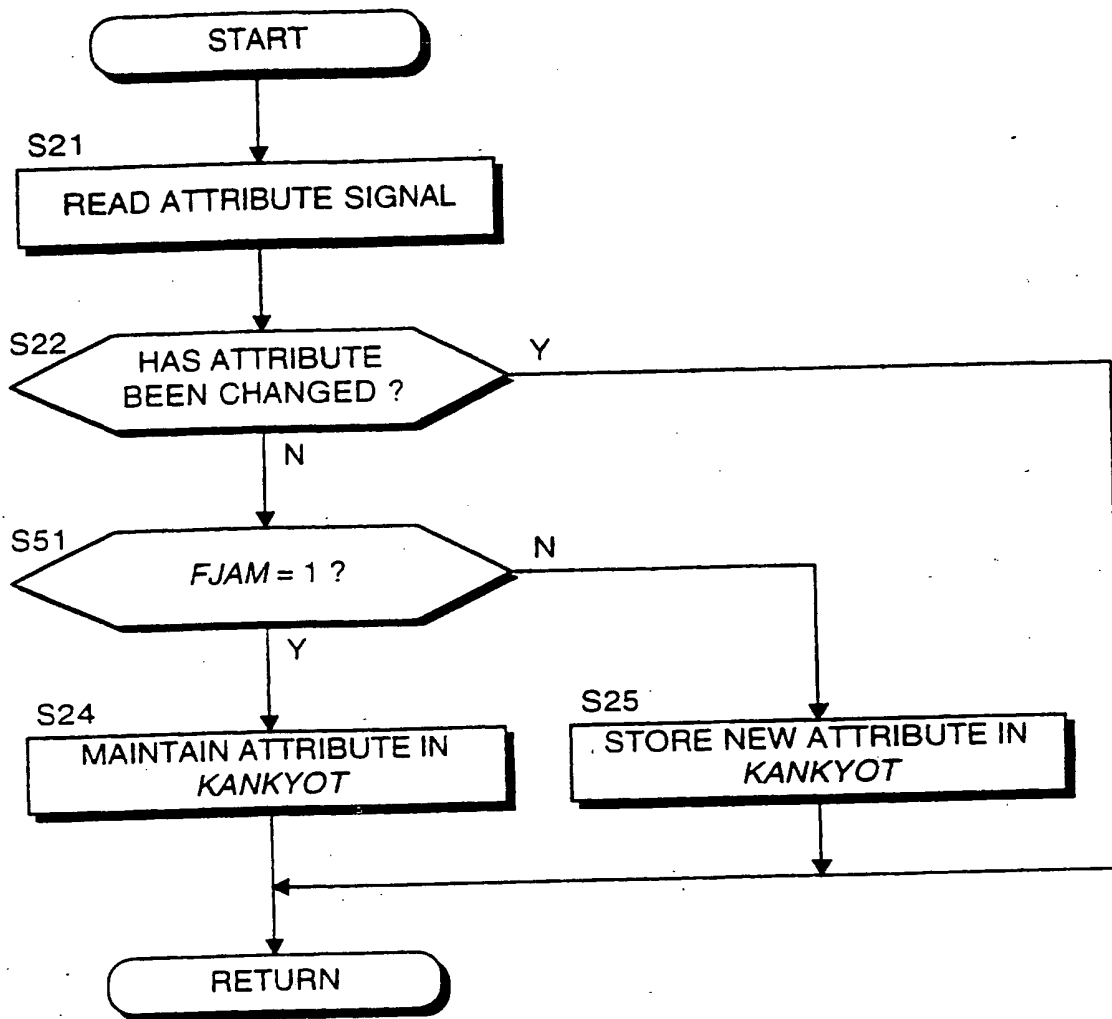 START
S21
READ ATTRIBUTE SIGNAL
S22
HAS ATTRIBUTE
BEEN CHANGED ?
Y
N
S51
FJAM = 1 ?
N
Y
S24
MAINTAIN ATTRIBUTE IN
KANKYOT
S25
STORE NEW ATTRIBUTE IN
KANKYOT
RETURN